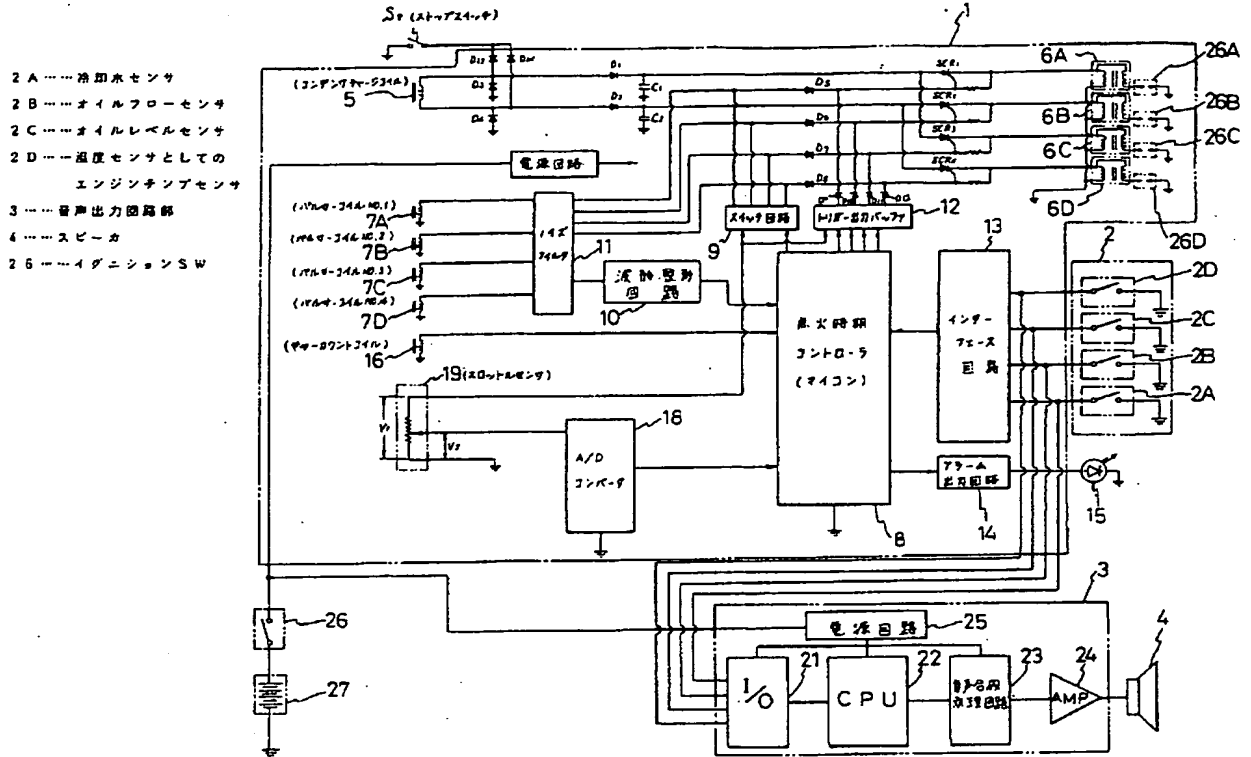 2A……冷却水センサ
2B……オイルフローセンサ
2C……オイルレベルセンサ
2D……温度センサとしての
エンジンテンプセンサ
3……音声出力回路部
4……スピーカ
26……イグニションSW
(ストップスイッチ)
1
D1
C1
D2
C2
D3
D4
D5
D6
D7
D8
SCR1
SCR2
SCR3
SCR4
6A
6B
6C
6D
26A
26B
26C
26D
(コンデンサチャージコイル)
5
電源回路
(パルサーコイルNO.1)
7A
(パルサーコイルNO.2)
7B
(パルサーコイルNO.3)
7C
(パルサーコイルNO.4)
7D
16
ノイズ
フィルタ
11
波形整形
回路
10
スイッチ回路
9
トリガー出力バッファ
12
点火時期
コントローラ
(マイコン)
8
13
インター
フェース
回路
2
2D
2C
2B
2A
19(スロットルセンサ)
V1
V2
A/D
コンバータ
18
アラーム
出力回路
14
15
26
27
3
電源回路
25
I/O
21
CPU
22
音声合成
処理回路
23
AMP
24
4